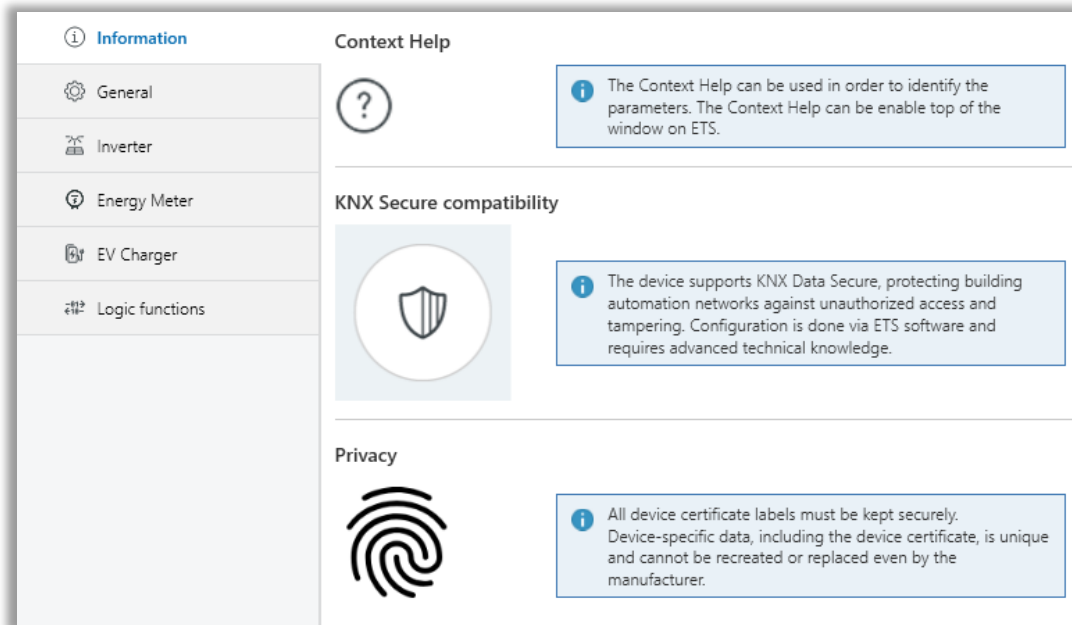 Information
General
Inverter
Energy Meter
EV Charger
Logic functions
Context Help
The Context Help can be used in order to identify the
parameters. The Context Help can be enable top of the
window on ETS.
KNX Secure compatibility
The device supports KNX Data Secure, protecting building
automation networks against unauthorized access and
tampering. Configuration is done via ETS software and
requires advanced technical knowledge.
Privacy
All device certificate labels must be kept securely.
Device-specific data, including the device certificate, is unique
and cannot be recreated or replaced even by the
manufacturer.